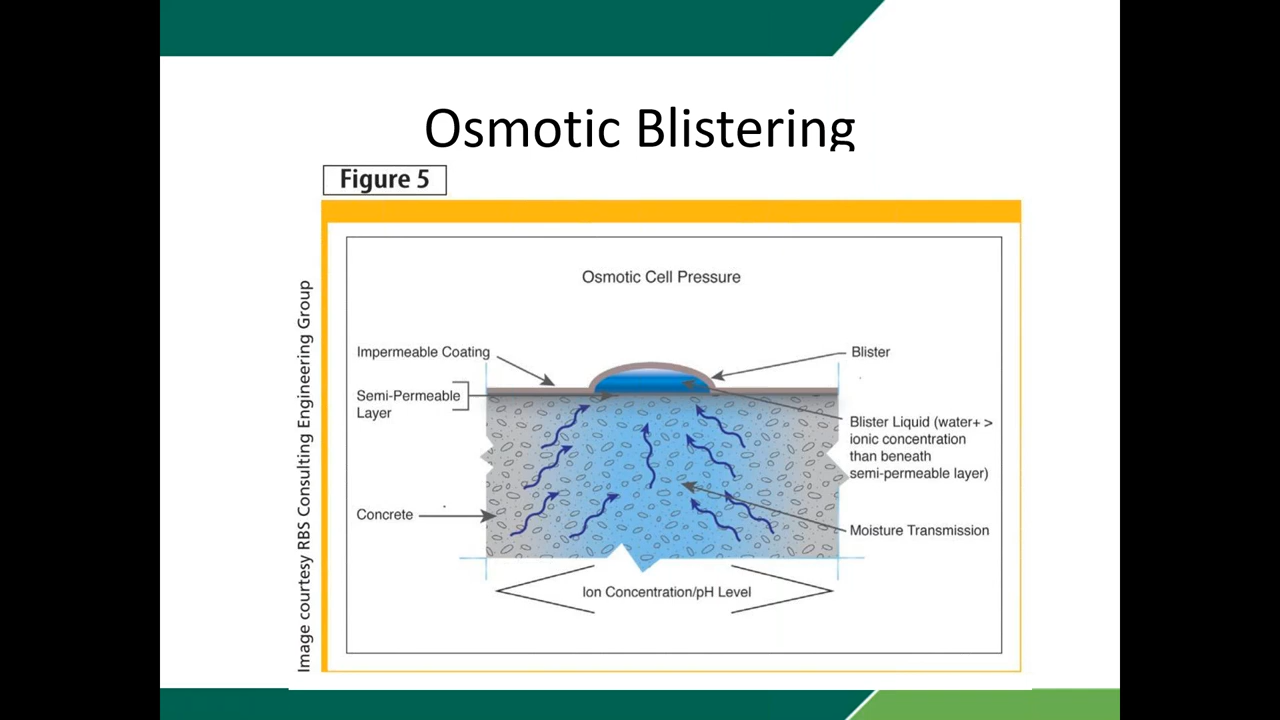 Osmotic Blistering
Figure 5
Osmotic Cell Pressure
Impermeable Coating
Blister
Semi-Permeable
Layer
Blister Liquid (water+ >
ionic concentration
than beneath
semi-permeable layer)
Concrete
Moisture Transmission
Ion Concentration/pH Level
Image courtesy RBS Consulting Engineering Group